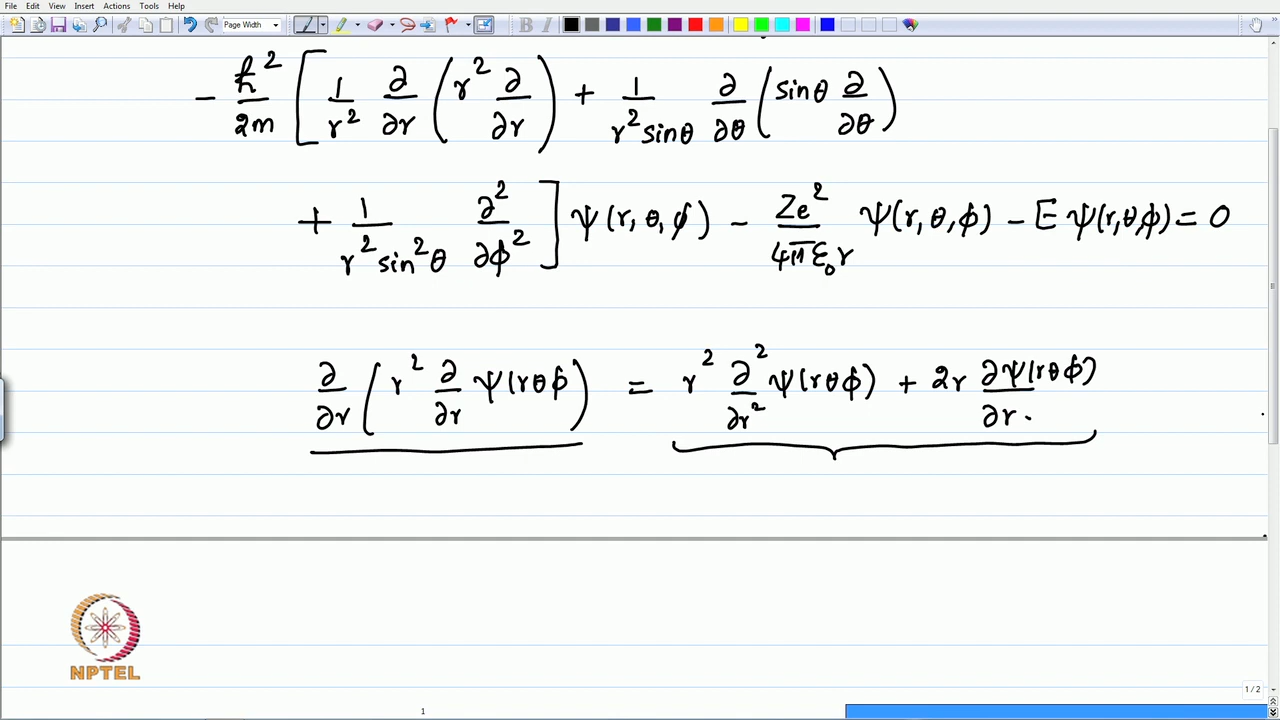 File Edit View Insert Actions Tools Help
Page Width
- ℏ²/2m [ 1/r² ∂/∂r ( r² ∂/∂r ) + 1/(r² sinθ) ∂/∂θ ( sinθ ∂/∂θ )
+ 1/(r² sin²θ) ∂²/∂ϕ² ] Ψ(r,θ,ϕ) - Ze²/(4πε₀r) Ψ(r,θ,ϕ) - E Ψ(r,θ,ϕ) = 0
∂/∂r ( r² ∂/∂r Ψ(rθϕ ) = r² ∂²/∂r² Ψ(rθϕ) + 2r ∂Ψ(rθϕ)/∂r .
NPTEL
1/2
1